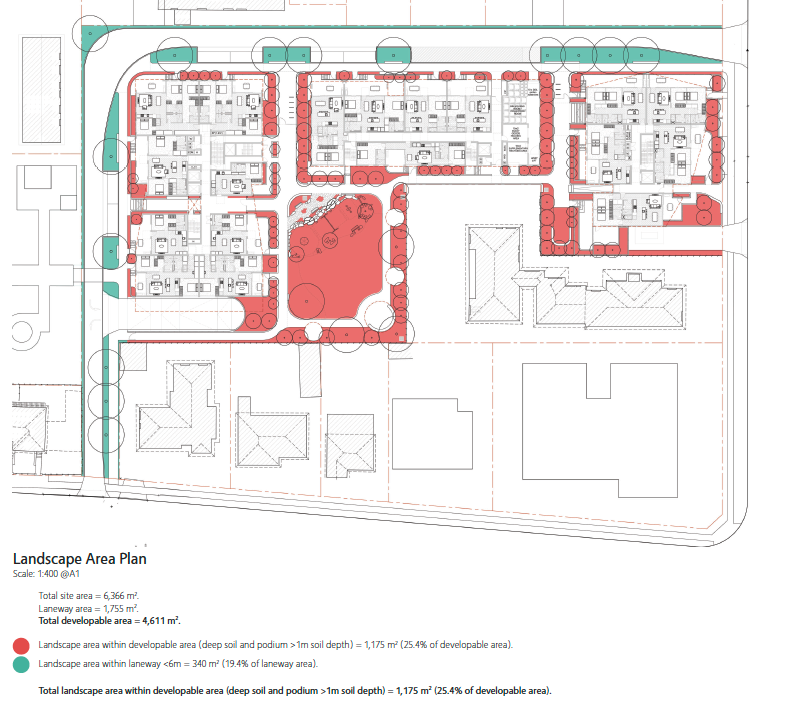 Landscape Area Plan
Scale: 1:400 @A1
Total site area = 6,366 m².
Laneway area = 1,755 m².
Total developable area = 4,611 m².
Landscape area within developable area (deep soil and podium >1m soil depth) = 1,175 m² (25.4% of developable area).
Landscape area within laneway <6m = 340 m² (19.4% of laneway area).
Total landscape area within developable area (deep soil and podium >1m soil depth) = 1,175 m² (25.4% of developable area).